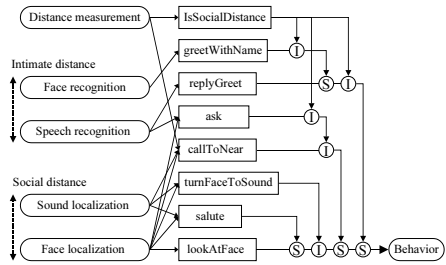 Distance measurement
IsSocialDistance
greetWithName
I
Intimate distance
Face recognition
replyGreet
S
I
Speech recognition
ask
I
callToNear
I
Social distance
turnFaceToSound
Sound localization
salute
Face localization
lookAtFace
S
I
S
S
Behavior